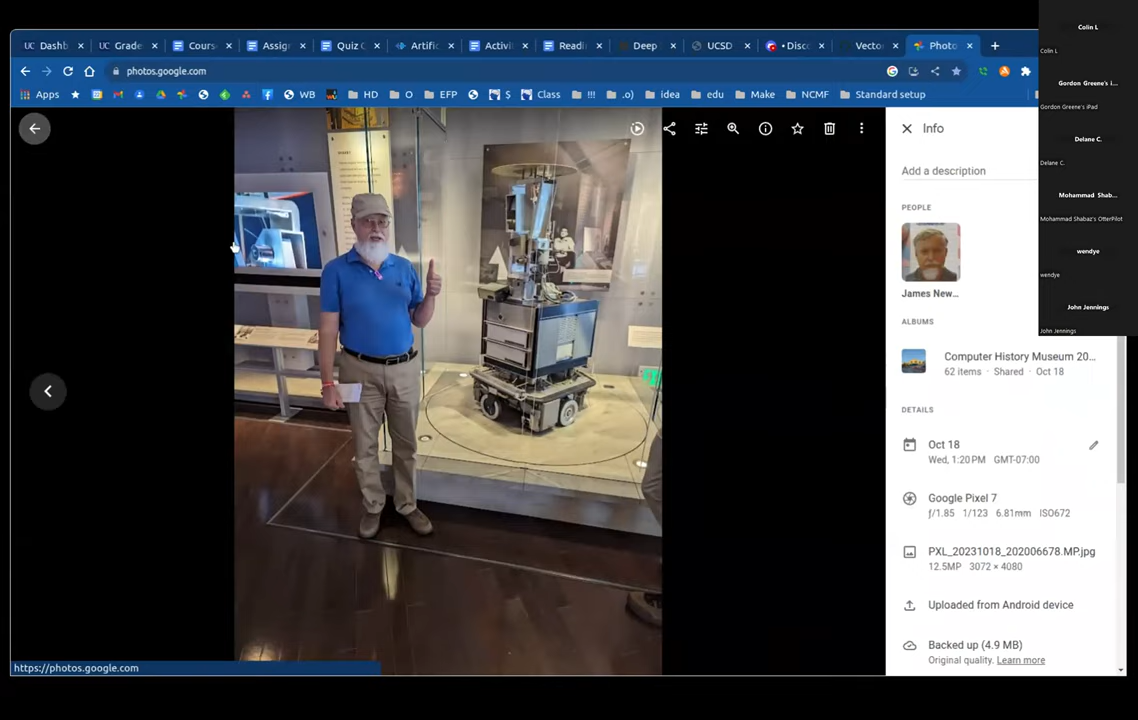 Colin L
Colin L
Gordon Greene's i...
Gordon Greene's iPad
Delane C.
Delane C.
Mohammad Shab...
Mohammad Shabaz's OtterPilot
wendye
wendye
John Jennings
John Jennings
UC Dashb UC Grade Cours Assign Quiz C Artific Activi Readi Deep UCSD • Disco Vector Photo
photos.google.com
Apps WB HD O EFP $ Class !!! .o) idea edu Make NCMF Standard setup
Info
Add a description
PEOPLE
James New...
ALBUMS
Computer History Museum 20...
62 items · Shared · Oct 18
DETAILS
Oct 18
Wed, 1:20PM GMT-07:00
Google Pixel 7
ƒ/1.85 1/123 6.81mm ISO672
PXL_20231018_202006678.MP.jpg
12.5MP 3072 × 4080
Uploaded from Android device
Backed up (4.9 MB)
Original quality. Learn more
https://photos.google.com